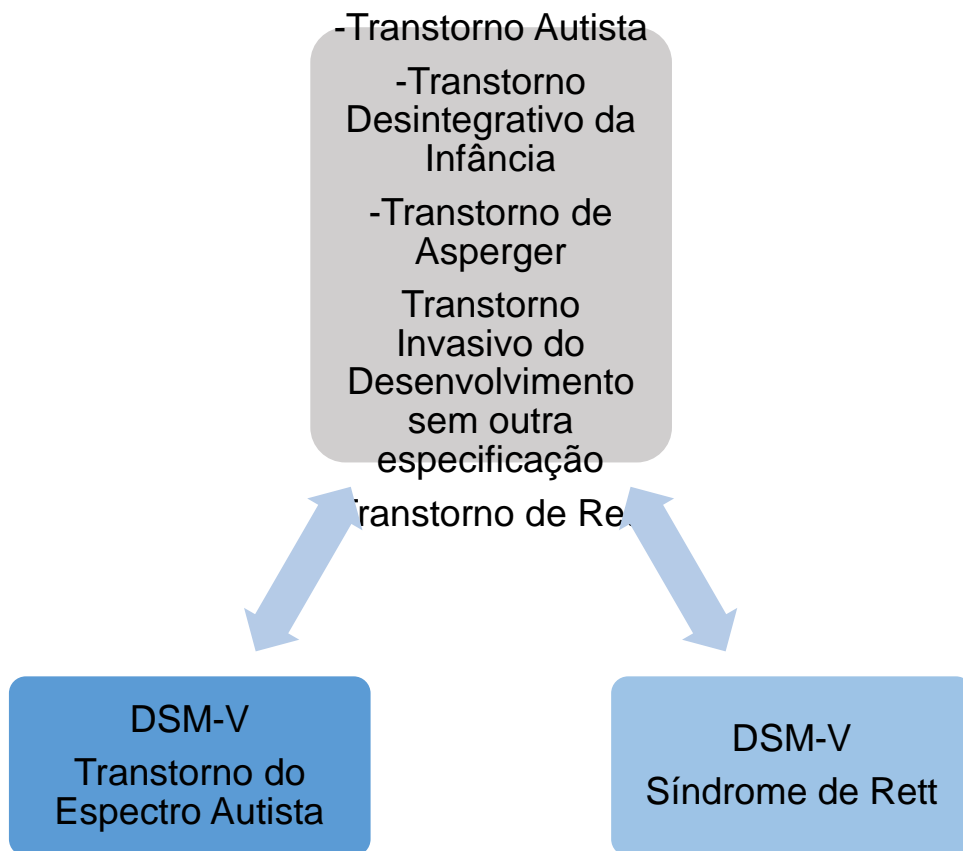 -Transtorno Autista
-Transtorno
Desintegrativo da
Infância
-Transtorno de
Asperger
Transtorno
Invasivo do
Desenvolvimento
sem outra
especificação
Transtorno de
DSM-V
Transtorno do
Espectro Autista
DSM-V
Síndrome de Rett